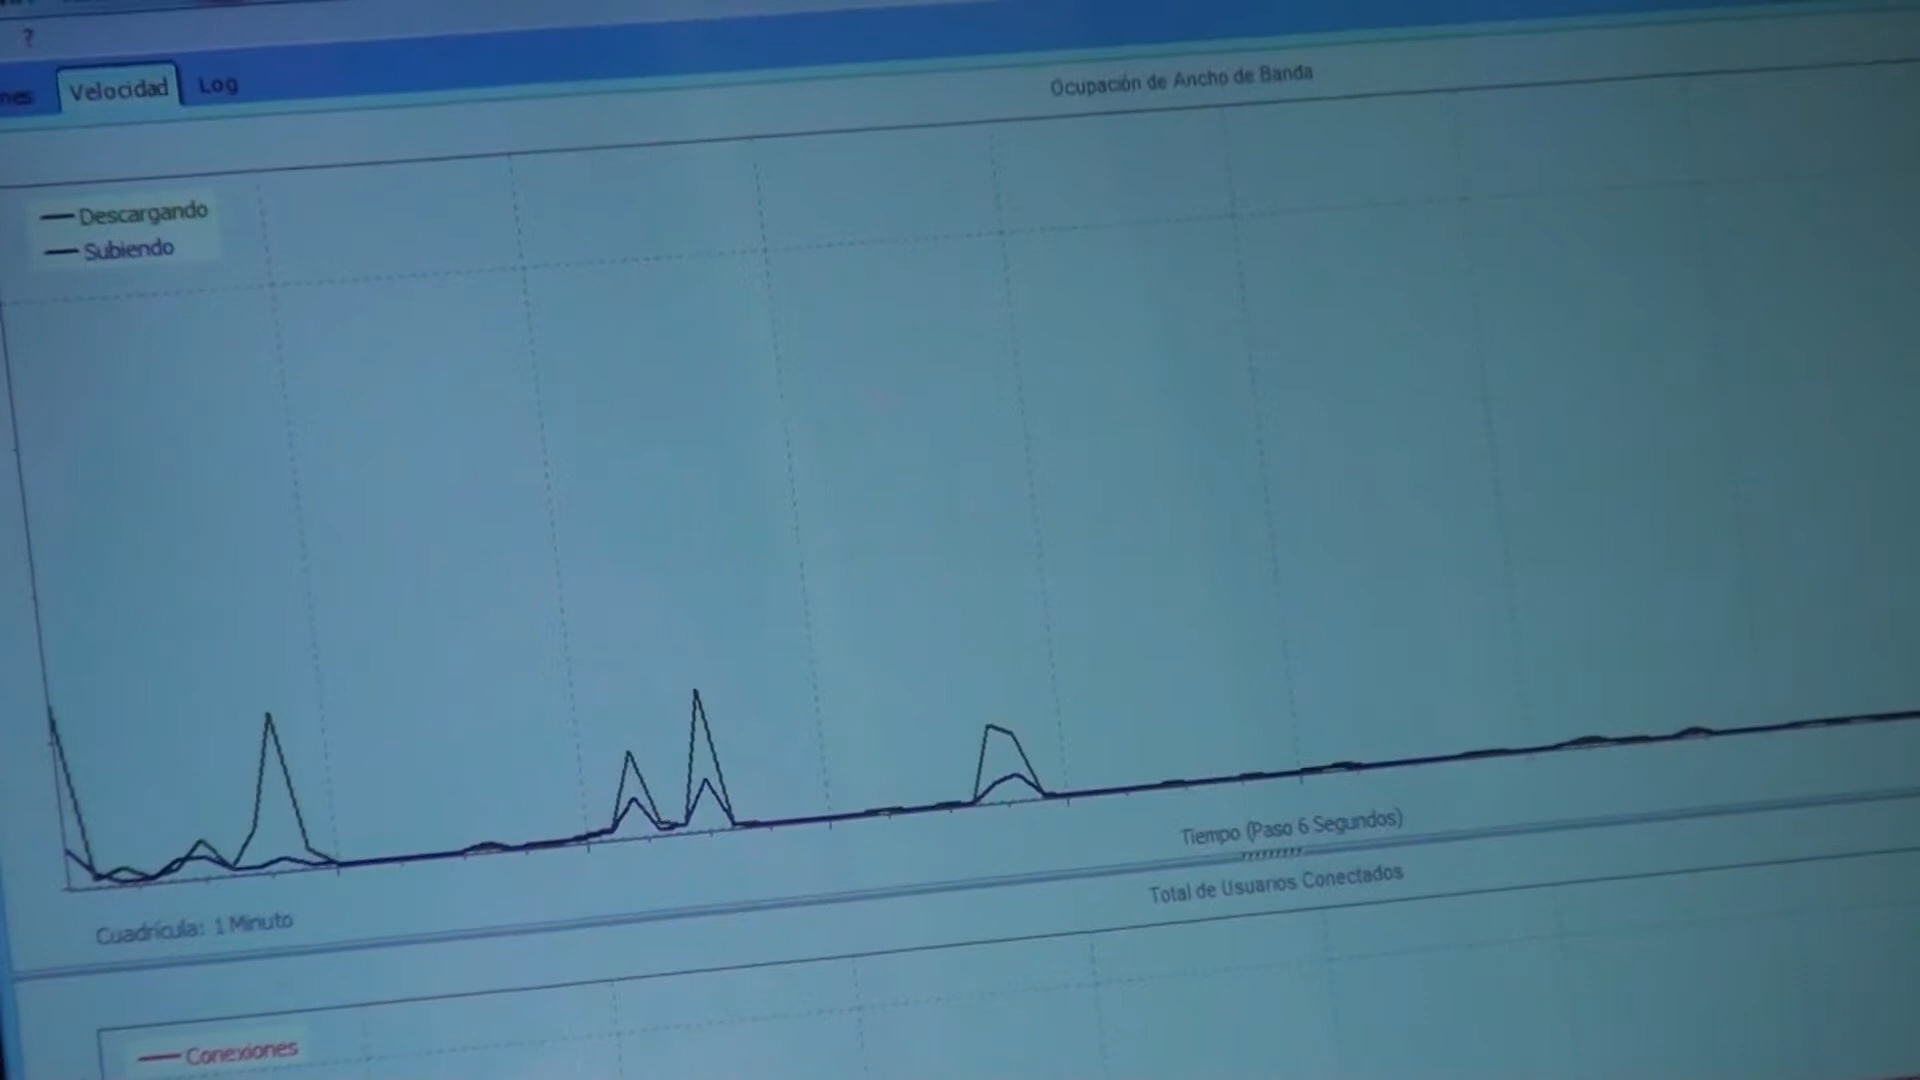 ?
Velocidad
Log
Ocupación de Ancho de Banda
Descargando
Subiendo
Tiempo (Paso 6 Segundos)
Cuadrícula: 1 Minuto
Total de Usuarios Conectados
Conexiones